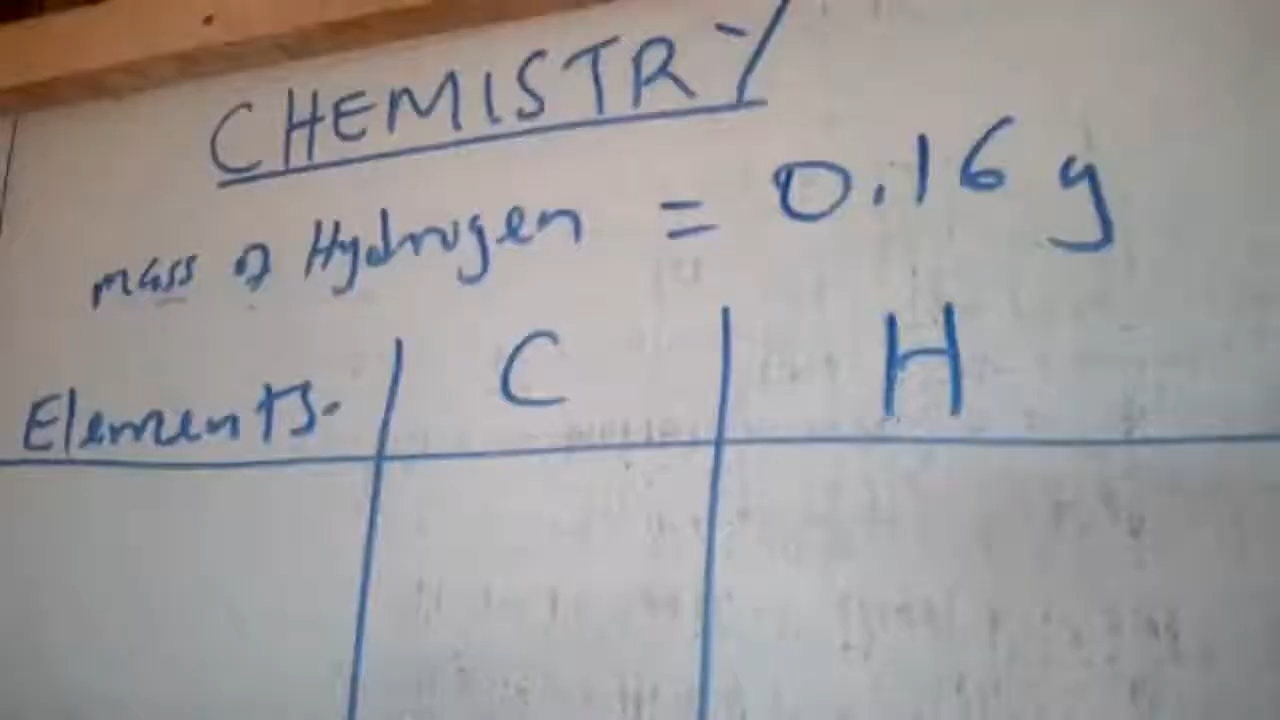 CHEMISTRY
mass of Hydrogen = 0.16 g
Elements. C H